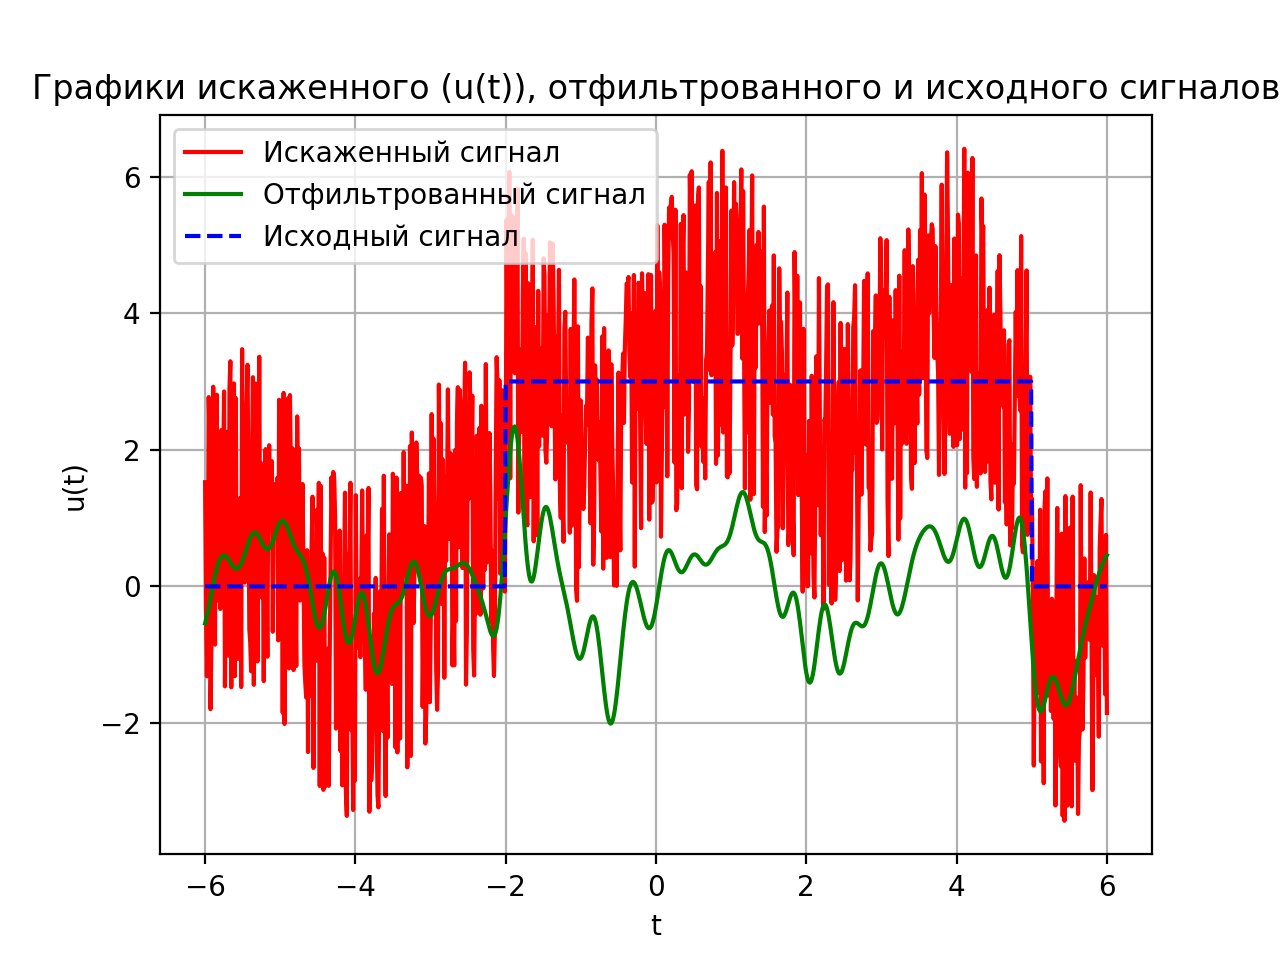 Графики искаженного (u(t)), отфильтрованного и исходного сигналов
Искаженный сигнал
Отфильтрованный сигнал
Исходный сигнал
6
4
2
0
−2
u(t)
−6
−4
−2
0
2
4
6
t